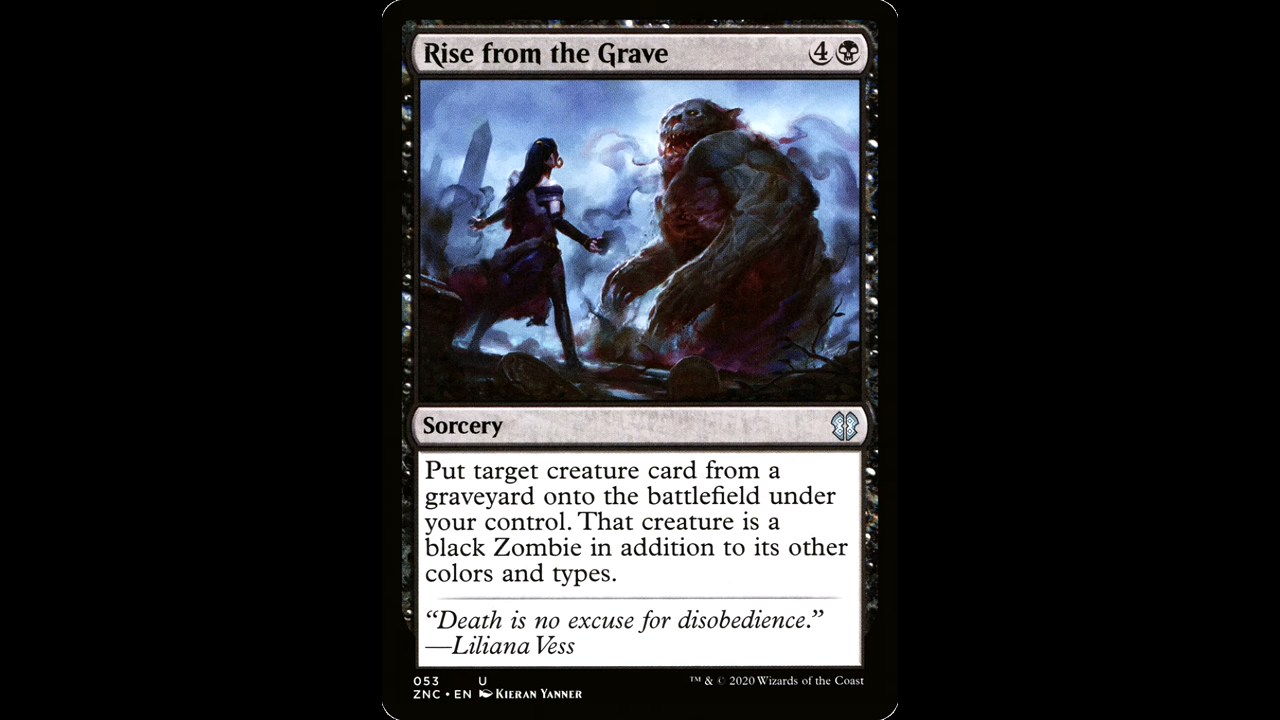 Rise from the Grave 4
Sorcery
Put target creature card from a
graveyard onto the battlefield under
your control. That creature is a
black Zombie in addition to its other
colors and types.
“Death is no excuse for disobedience.”
—Liliana Vess
053 U
ZNC • EN KIERAN YANNER
™ & © 2020 Wizards of the Coast